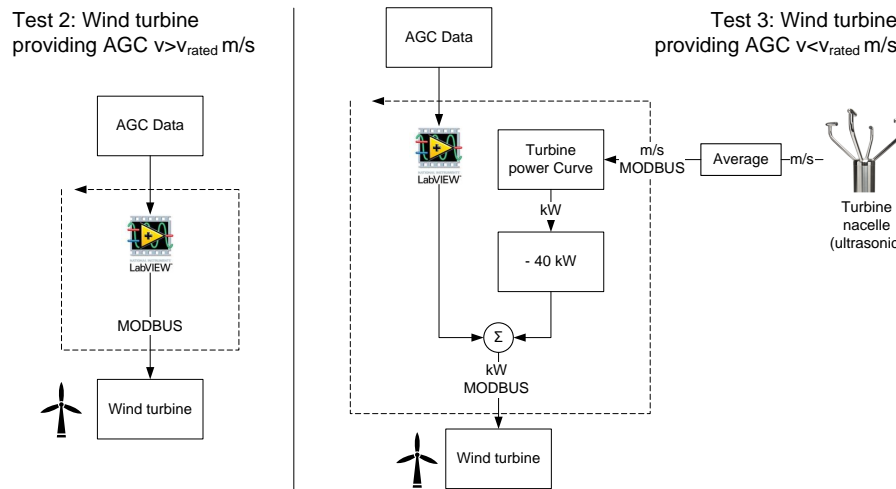 Test 2: Wind turbine
providing AGC v>vrated m/s
AGC Data
LabVIEW
MODBUS
Wind turbine
Test 3: Wind turbine
providing AGC v<vrated m/s
AGC Data
LabVIEW
Turbine
power Curve
m/s
MODBUS
Average
m/s
Turbine
nacelle
(ultrasonic
kW
- 40 kW
Σ
kW
MODBUS
Wind turbine